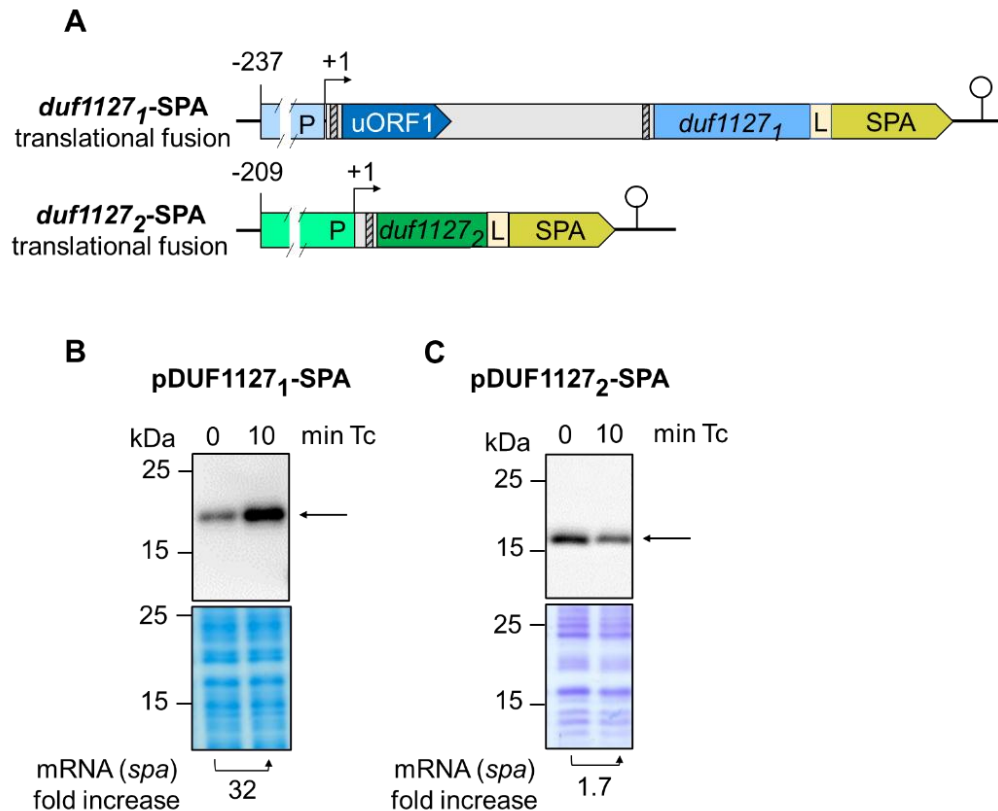 A
-237
+1
duf1127₁-SPA
translational fusion
P
uORF1
duf1127₁
L
SPA
-209
+1
duf1127₂-SPA
translational fusion
P
duf1127₂
L
SPA
B
pDUF1127₁-SPA
kDa
0 10 min Tc
25
15
25
15
mRNA (spa)
fold increase
32
C
pDUF1127₂-SPA
kDa
0 10 min Tc
25
15
25
15
mRNA (spa)
fold increase
1.7